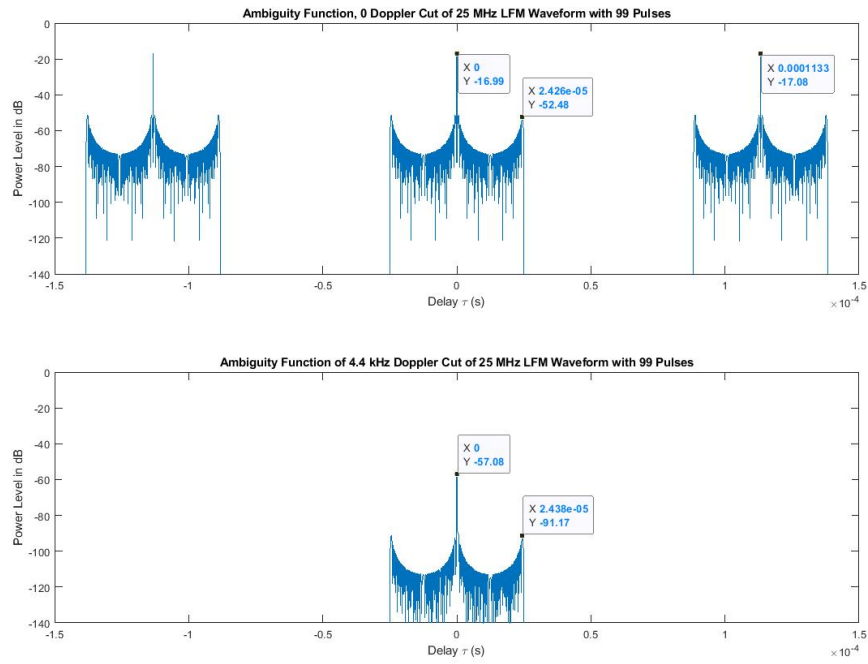 Ambiguity Function, 0 Doppler Cut of 25 MHz LFM Waveform with 99 Pulses
0
-20
-40
-60
-80
-100
-120
-140
Power Level in dB
X 0
Y -16.99
X 2.426e-05
Y -52.48
X 0.0001133
Y -17.08
-1.5
-1
-0.5
0
0.5
1
1.5
Delay τ (s)
×10⁻⁴
Ambiguity Function of 4.4 kHz Doppler Cut of 25 MHz LFM Waveform with 99 Pulses
0
-20
-40
-60
-80
-100
-120
-140
Power Level in dB
X 0
Y -57.08
X 2.438e-05
Y -91.17
-1.5
-1
-0.5
0
0.5
1
1.5
Delay τ (s)
×10⁻⁴